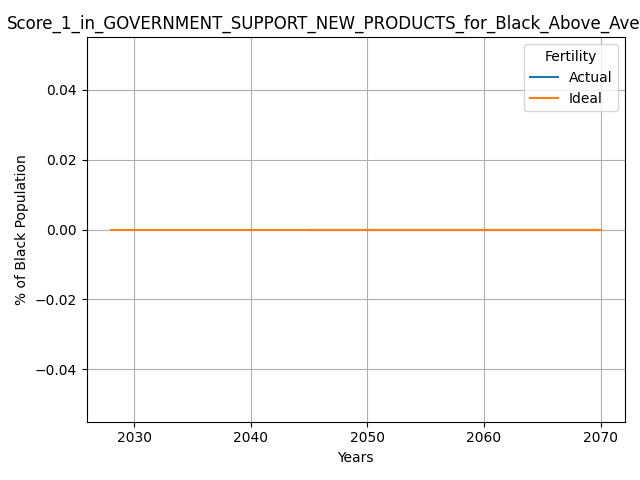 Score_1_in_GOVERNMENT_SUPPORT_NEW_PRODUCTS_for_Black_Above_Ave
Fertility
Actual
Ideal
0.04
0.02
0.00
−0.02
−0.04
% of Black Population
2030 2040 2050 2060 2070
Years